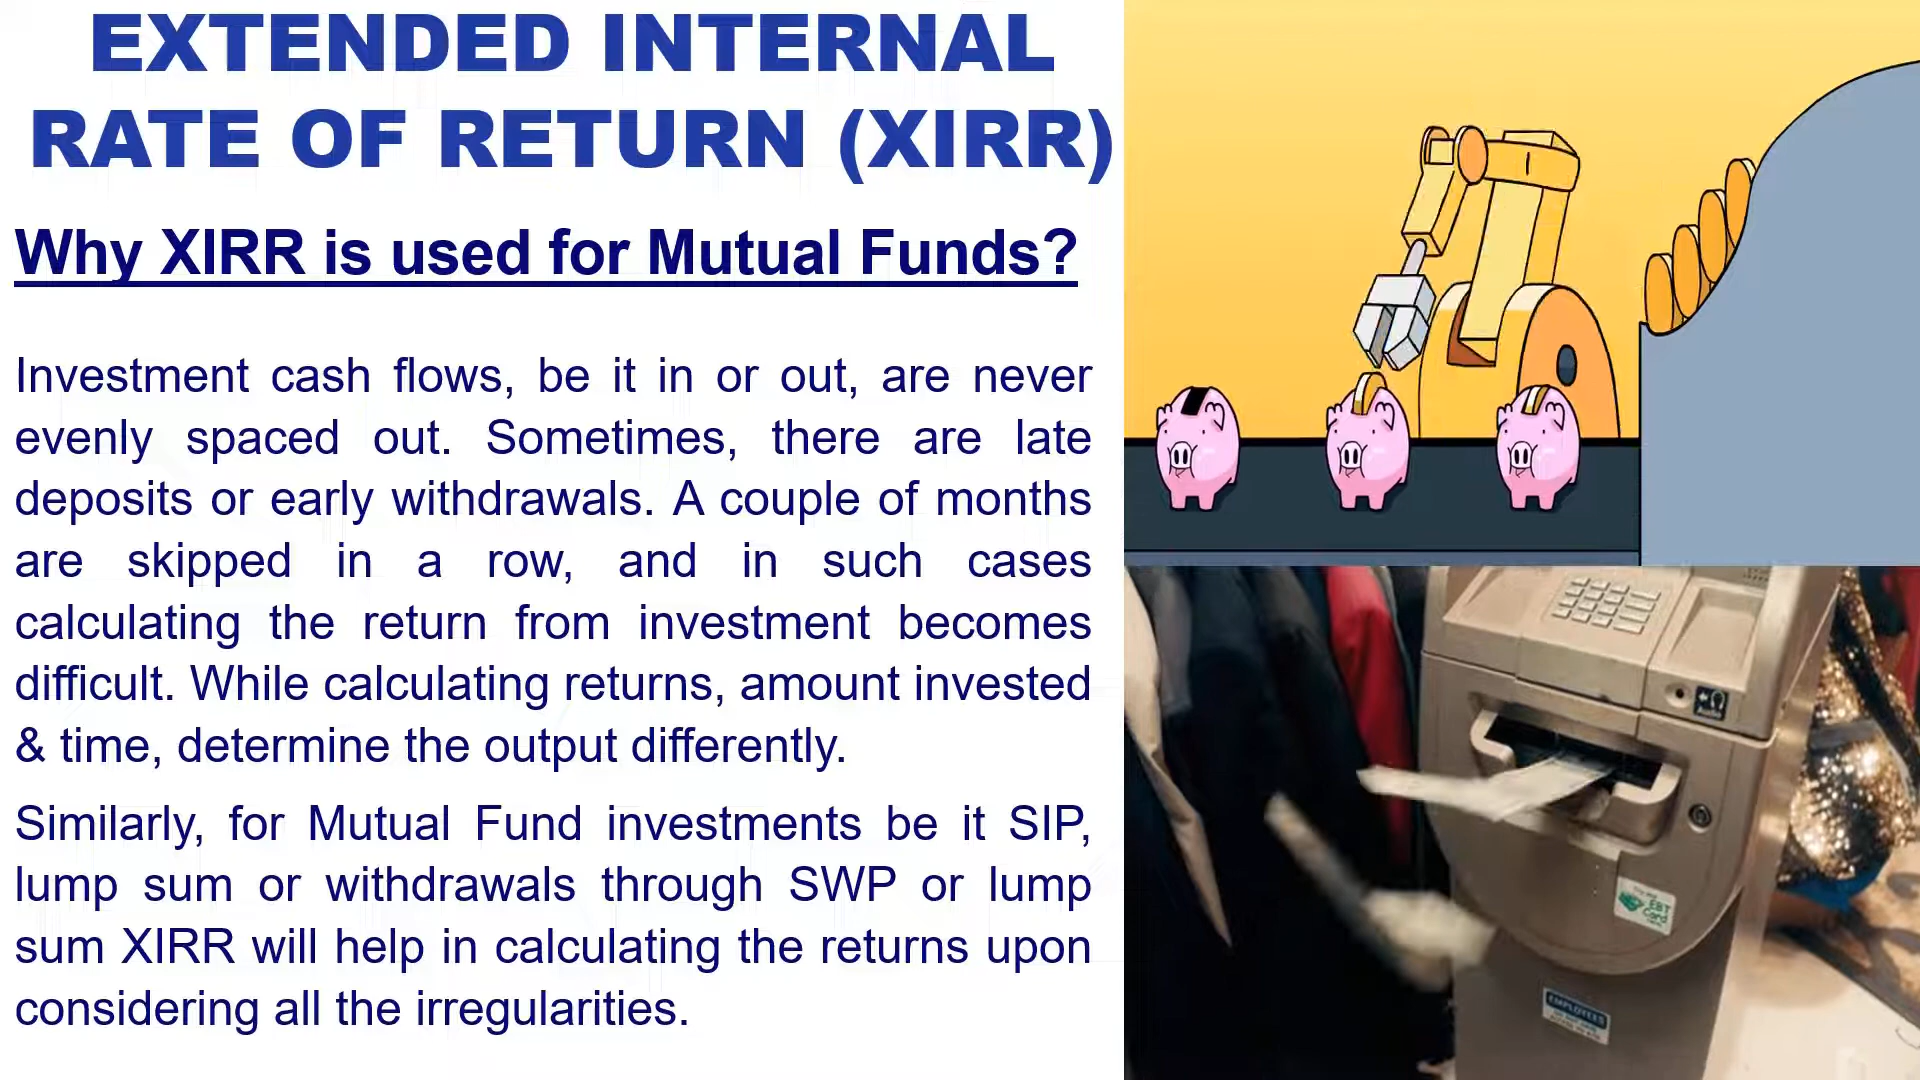 EXTENDED INTERNAL
RATE OF RETURN (XIRR)
Why XIRR is used for Mutual Funds?
Investment cash flows, be it in or out, are never
evenly spaced out. Sometimes, there are late
deposits or early withdrawals. A couple of months
are skipped in a row, and in such cases
calculating the return from investment becomes
difficult. While calculating returns, amount invested
& time, determine the output differently.
Similarly, for Mutual Fund investments be it SIP,
lump sum or withdrawals through SWP or lump
sum XIRR will help in calculating the returns upon
considering all the irregularities.
EBT
Card
EMPLOYEES